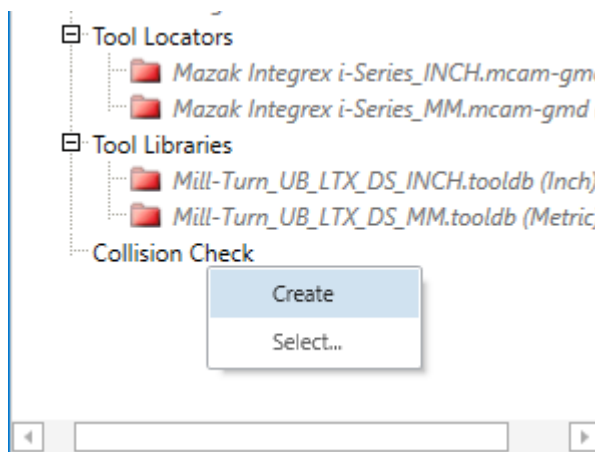 Tool Locators
Mazak Integrex i-Series_INCH.mcam-gmd
Mazak Integrex i-Series_MM.mcam-gmd
Tool Libraries
Mill-Turn_UB_LTX_DS_INCH.tooldb (Inch)
Mill-Turn_UB_LTX_DS_MM.tooldb (Metric)
Collision Check
Create
Select...